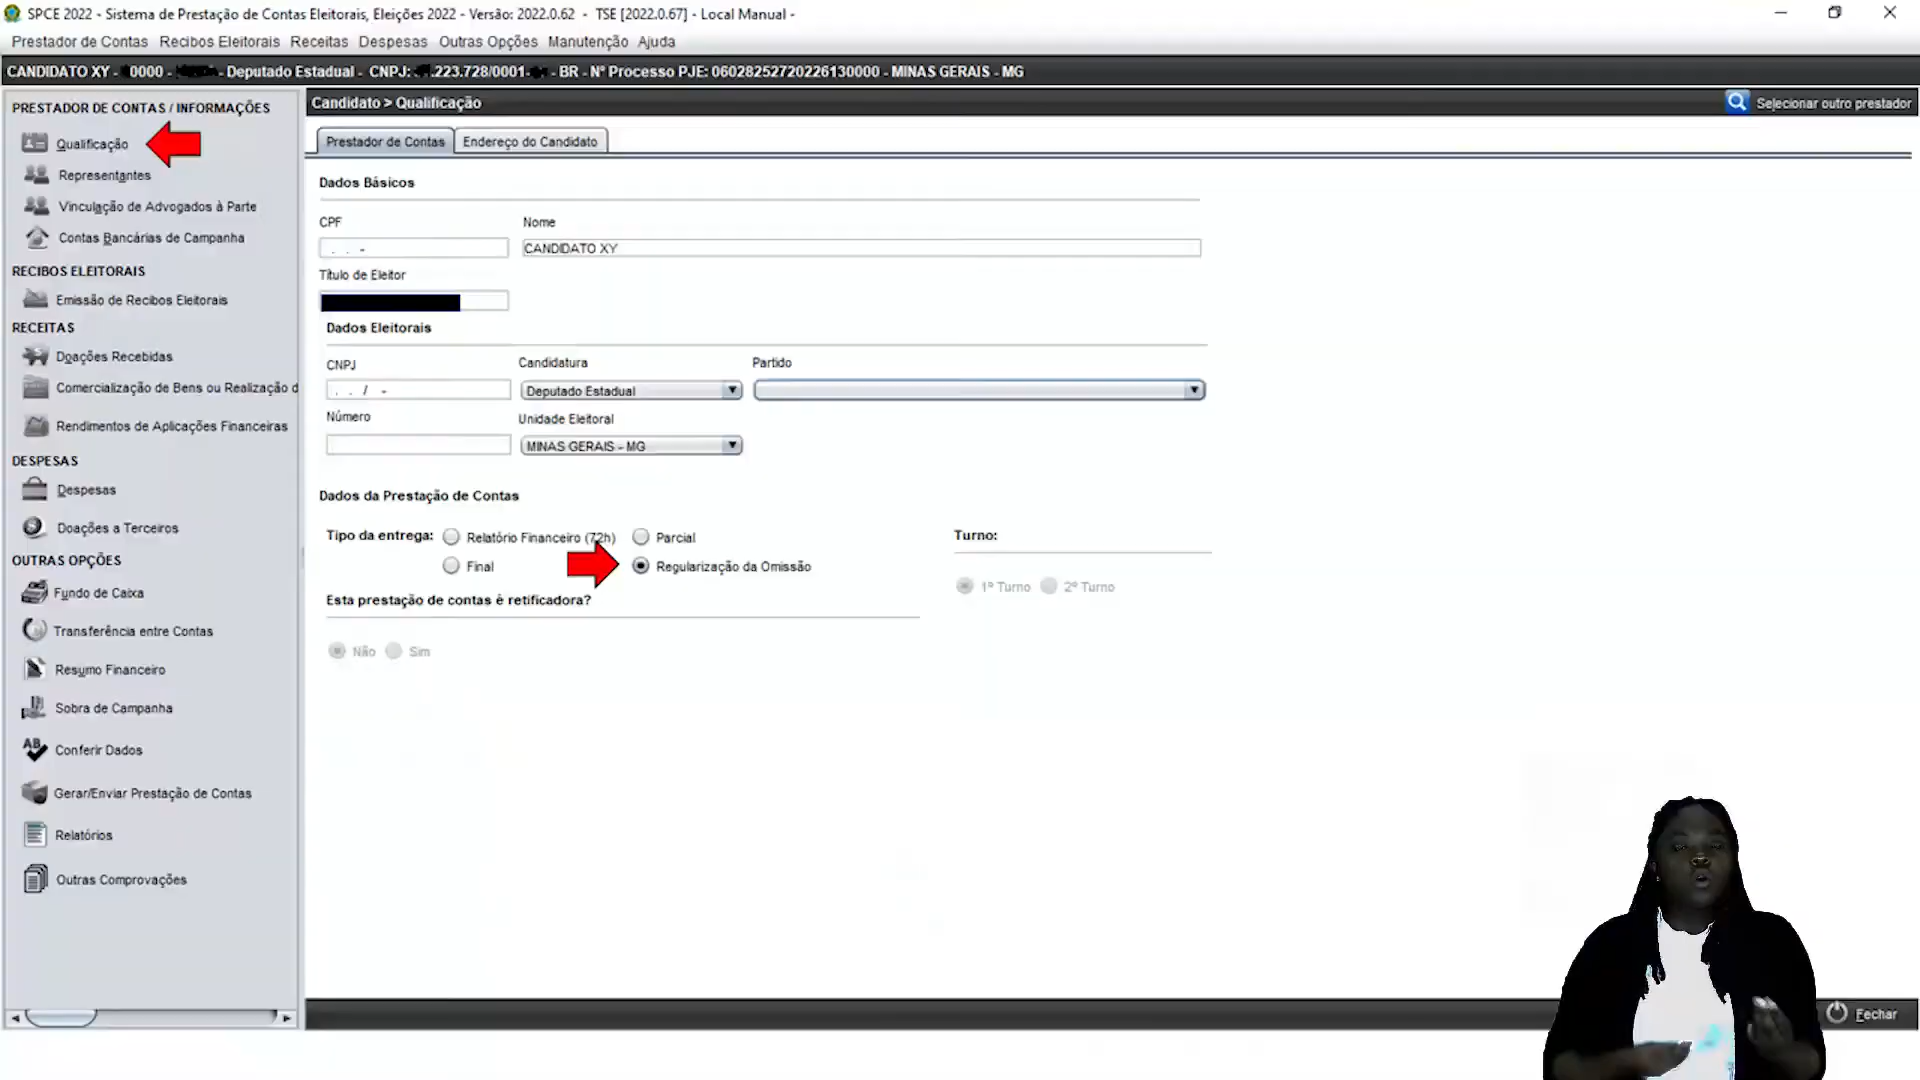 SPCE 2022 - Sistema de Prestação de Contas Eleitorais, Eleições 2022 - Versão: 2022.0.62 - TSE [2022.0.67] - Local Manual -
Prestador de Contas Recibos Eleitorais Receitas Despesas Outras Opções Manutenção Ajuda
CANDIDATO XY - 0000 - - Deputado Estadual - CNPJ: .223.728/0001- - BR - Nº Processo PJE: 06028252720226130000 - MINAS GERAIS - MG
PRESTADOR DE CONTAS / INFORMAÇÕES
Qualificação
Representantes
Vinculação de Advogados à Parte
Contas Bancárias de Campanha
RECIBOS ELEITORAIS
Emissão de Recibos Eleitorais
RECEITAS
Doações Recebidas
Comercialização de Bens ou Realização d
Rendimentos de Aplicações Financeiras
DESPESAS
Despesas
Doações a Terceiros
OUTRAS OPÇÕES
Fundo de Caixa
Transferência entre Contas
Resumo Financeiro
Sobra de Campanha
Conferir Dados
Gerar/Enviar Prestação de Contas
Relatórios
Outras Comprovações
Candidato > Qualificação
Selecionar outro prestador
Prestador de Contas Endereço do Candidato
Dados Básicos
CPF Nome
. . - CANDIDATO XY
Título de Eleitor
Dados Eleitorais
CNPJ Candidatura Partido
. . / - Deputado Estadual
Número Unidade Eleitoral
MINAS GERAIS - MG
Dados da Prestação de Contas
Tipo da entrega: Relatório Financeiro (72h) Parcial Turno:
Final Regularização da Omissão
1º Turno 2º Turno
Esta prestação de contas è retificadora?
Não Sim
Fechar